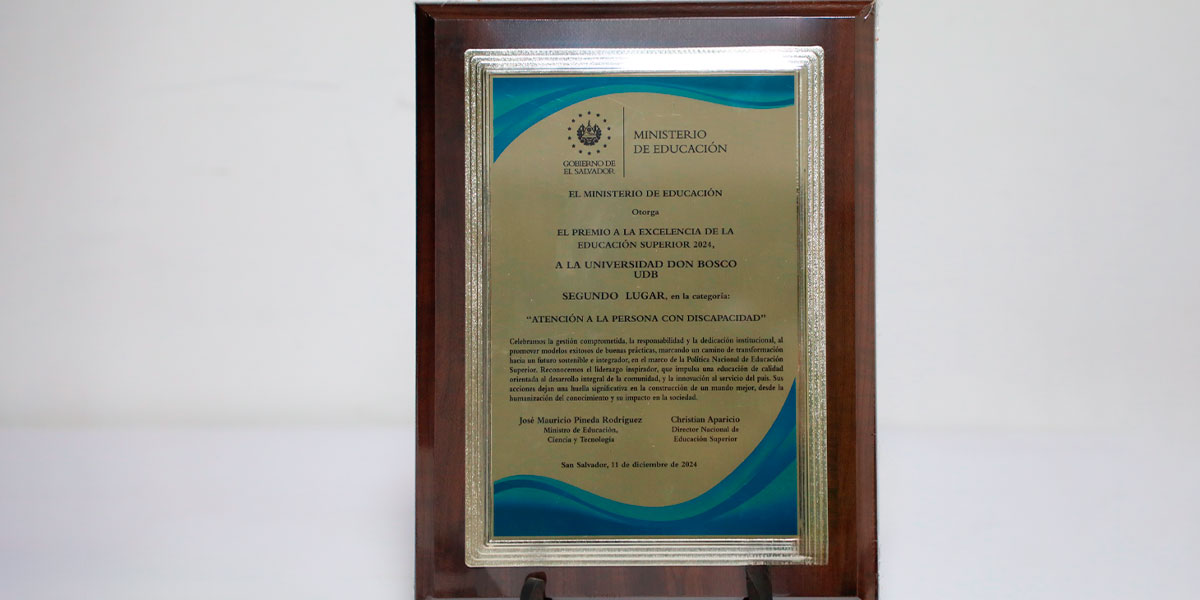 GOBIERNO DE
EL SALVADOR
MINISTERIO
DE EDUCACIÓN
EL MINISTERIO DE EDUCACIÓN
Otorga
EL PREMIO A LA EXCELENCIA DE LA
EDUCACIÓN SUPERIOR 2024,
A LA UNIVERSIDAD DON BOSCO
UDB
SEGUNDO LUGAR, en la categoría:
“ATENCIÓN A LA PERSONA CON DISCAPACIDAD”
Celebramos la gestión comprometida, la responsabilidad y la dedicación institucional, al
promover modelos exitosos de buenas prácticas, marcando un camino de transformación
hacia un futuro sostenible e integrador, en el marco de la Política Nacional de Educación
Superior. Reconocemos el liderazgo inspirador, que impulsa una educación de calidad
orientada al desarrollo integral de la comunidad, y la innovación al servicio del país. Sus
acciones dejan una huella significativa en la construcción de un mundo mejor, desde la
humanización del conocimiento y su impacto en la sociedad.
José Mauricio Pineda Rodríguez
Ministro de Educación,
Ciencia y Tecnología
Christian Aparicio
Director Nacional de
Educación Superior
San Salvador, 11 de diciembre de 2024